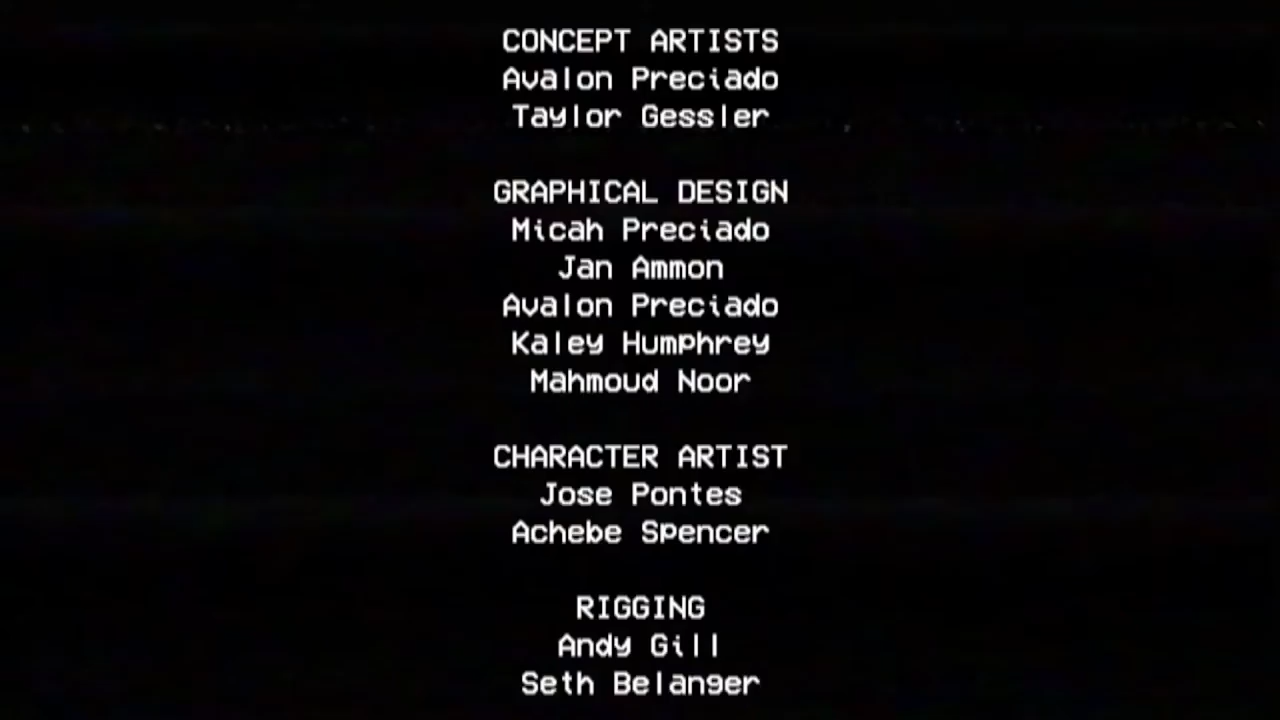 CONCEPT ARTISTS
Avalon Preciado
Taylor Gessler
GRAPHICAL DESIGN
Micah Preciado
Jan Ammon
Avalon Preciado
Kaley Humphrey
Mahmoud Noor
CHARACTER ARTIST
Jose Pontes
Achebe Spencer
RIGGING
Andy Gill
Seth Belanger